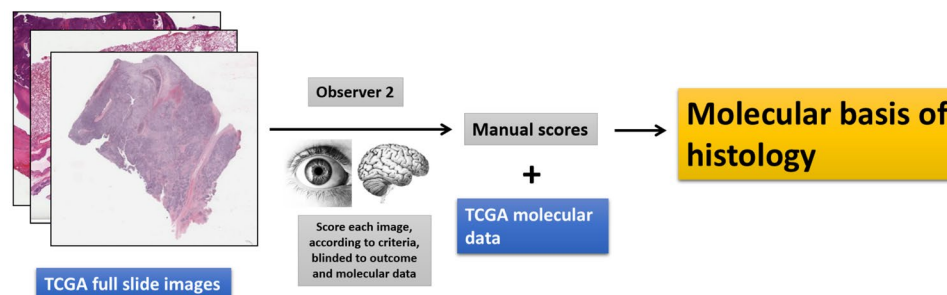 Observer 2
Manual scores
Molecular basis of
histology
+
TCGA molecular
data
Score each image,
according to criteria,
blinded to outcome
and molecular data
TCGA full slide images